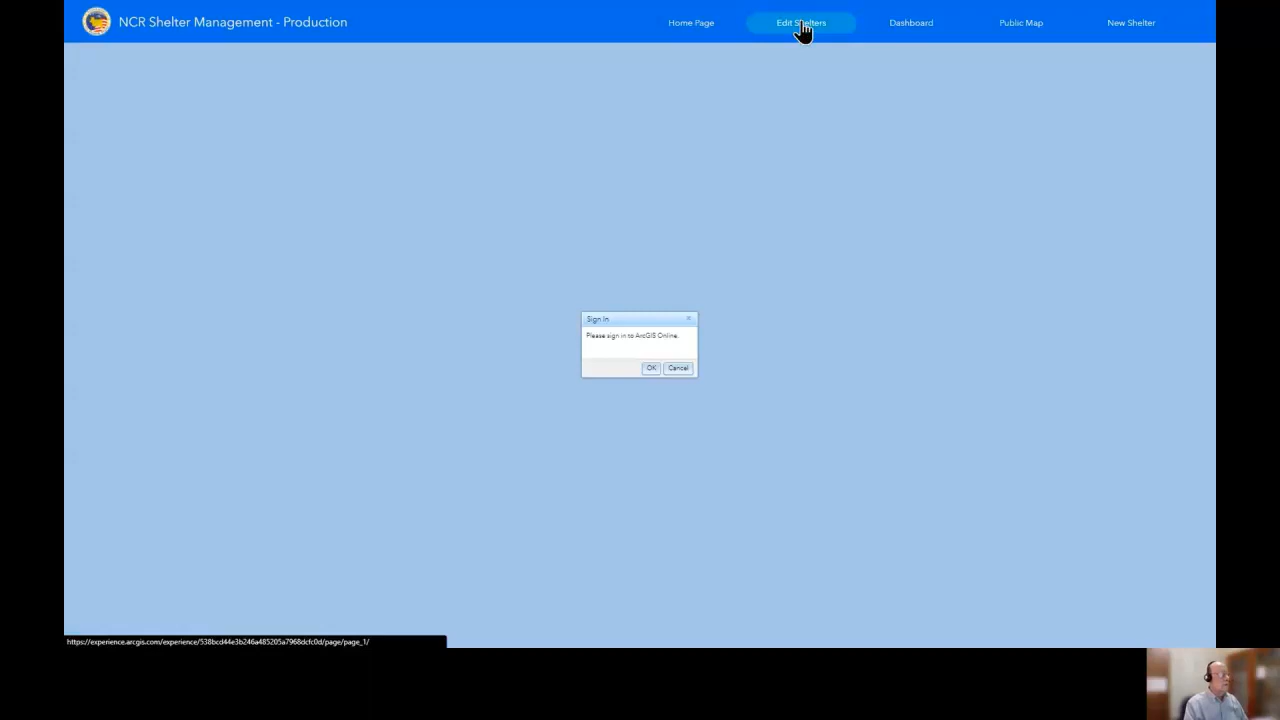 NCR Shelter Management - Production
Home Page
Edit Shelters
Dashboard
Public Map
New Shelter
Sign In
Please sign in to ArcGIS Online.
OK
Cancel
https://experience.arcgis.com/experience/538bcd44e3b246a485205a7968dcfc0d/page/page_1/